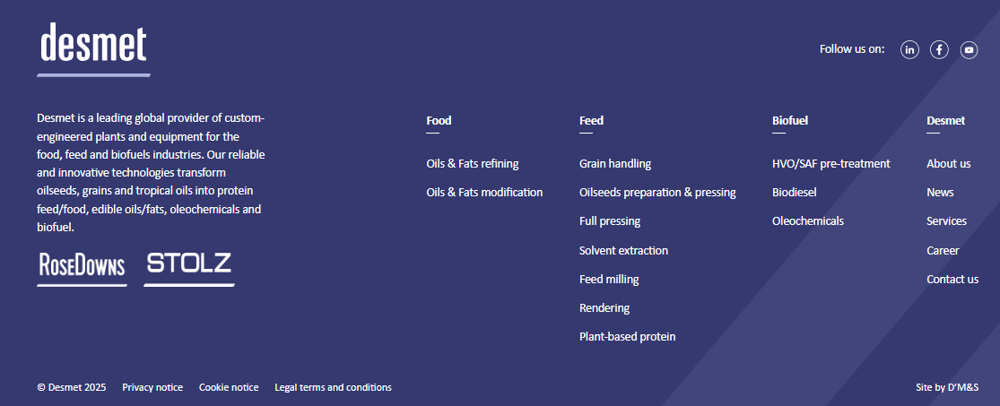 desmet
Follow us on:
Desmet is a leading global provider of custom-
engineered plants and equipment for the
food, feed and biofuels industries. Our reliable
and innovative technologies transform
oilseeds, grains and tropical oils into protein
feed/food, edible oils/fats, oleochemicals and
biofuel.
ROSEDOWNS
STOLZ
Food
Oils & Fats refining
Oils & Fats modification
Feed
Grain handling
Oilseeds preparation & pressing
Full pressing
Solvent extraction
Feed milling
Rendering
Plant-based protein
Biofuel
HVO/SAF pre-treatment
Biodiesel
Oleochemicals
Desmet
About us
News
Services
Career
Contact us
© Desmet 2025 Privacy notice Cookie notice Legal terms and conditions
Site by D'M&S